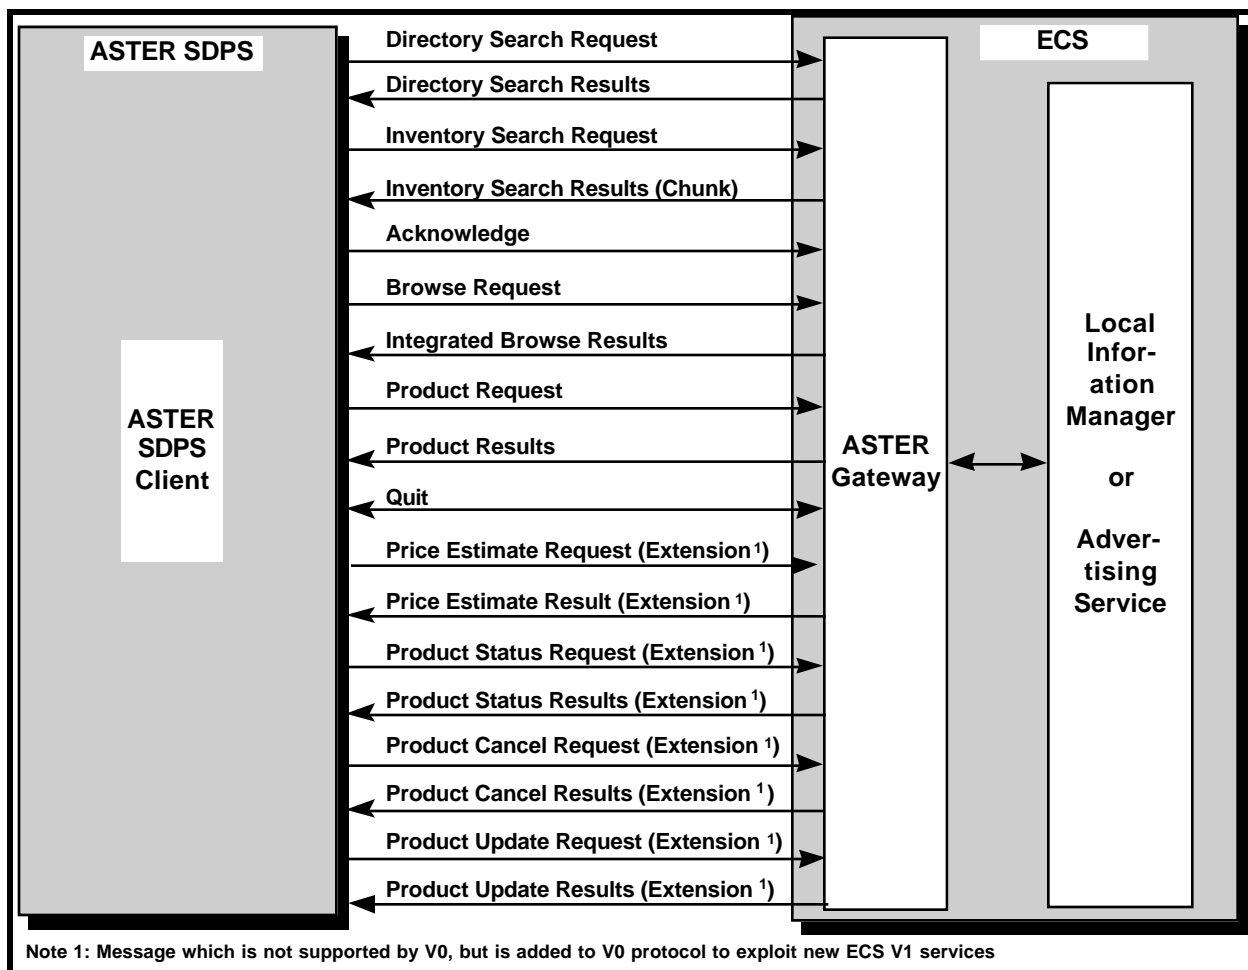 ASTER SDPS
ECS
Directory Search Request
Directory Search Results
Inventory Search Request
Inventory Search Results (Chunk)
Acknowledge
Browse Request
Integrated Browse Results
Product Request
Product Results
Quit
Price Estimate Request (Extension 1)
Price Estimate Result (Extension 1)
Product Status Request (Extension 1)
Product Status Results (Extension 1)
Product Cancel Request (Extension 1)
Product Cancel Results (Extension 1)
Product Update Request (Extension 1)
Product Update Results (Extension 1)
ASTER
SDPS
Client
ASTER
Gateway
Local
Infor-
ation
Manager
or
Adver-
tising
Service
Note 1: Message which is not supported by V0, but is added to V0 protocol to exploit new ECS V1 services